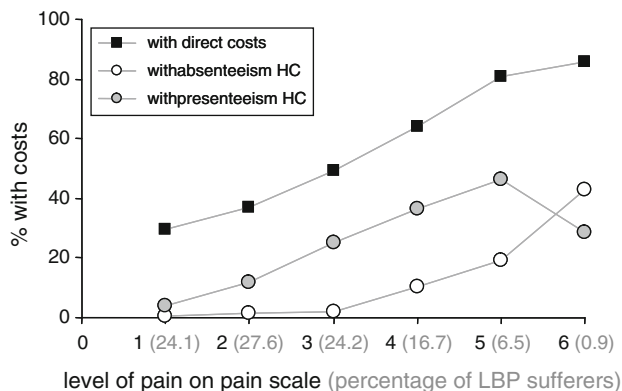 100
80
60
40
20
0
% with costs
with direct costs
withabsenteeism HC
withpresenteeism HC
0 1 (24.1) 2 (27.6) 3 (24.2) 4 (16.7) 5 (6.5) 6 (0.9)
level of pain on pain scale (percentage of LBP sufferers)